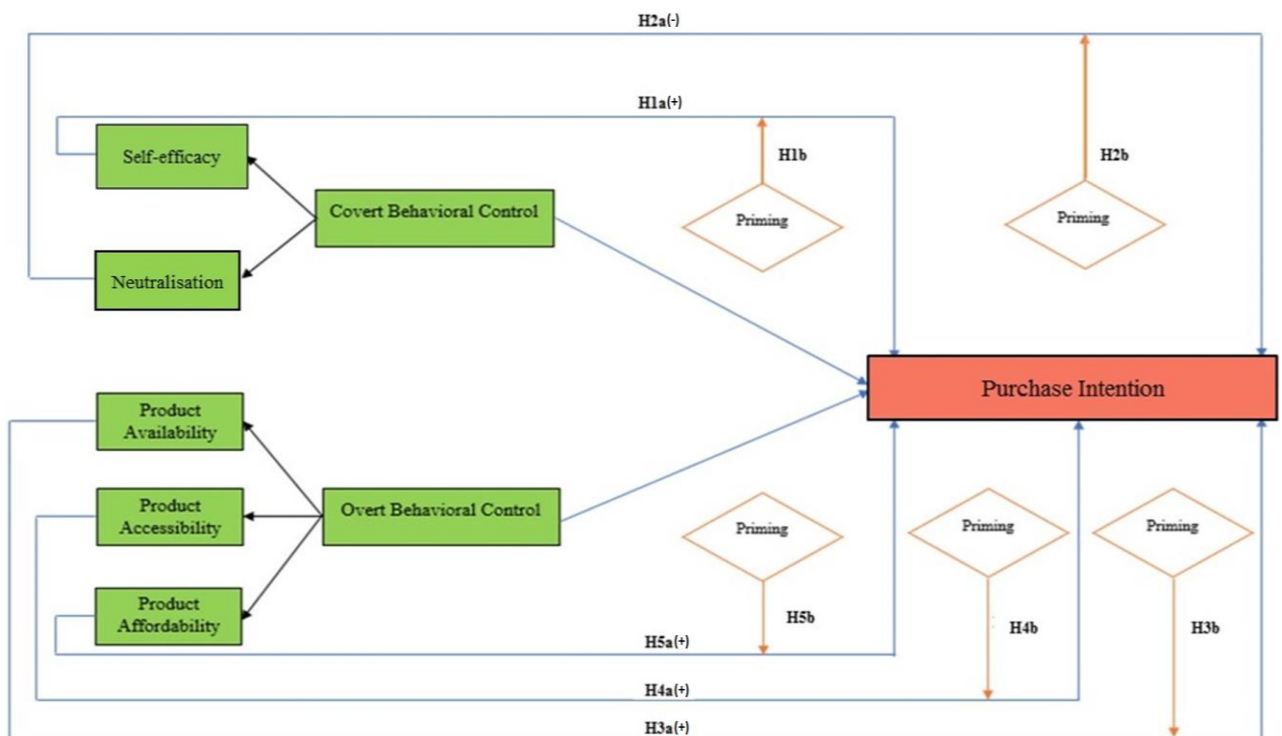 H2a(-)
H1a(+)
Self-efficacy
H1b
H2b
Covert Behavioral Control
Priming
Priming
Neutralisation
Purchase Intention
Product
Availability
Product
Accessibility
Overt Behavioral Control
Priming
Priming
Priming
Product
Affordability
H5b
H4b
H3b
H5a(+)
H4a(+)
H3a(+)